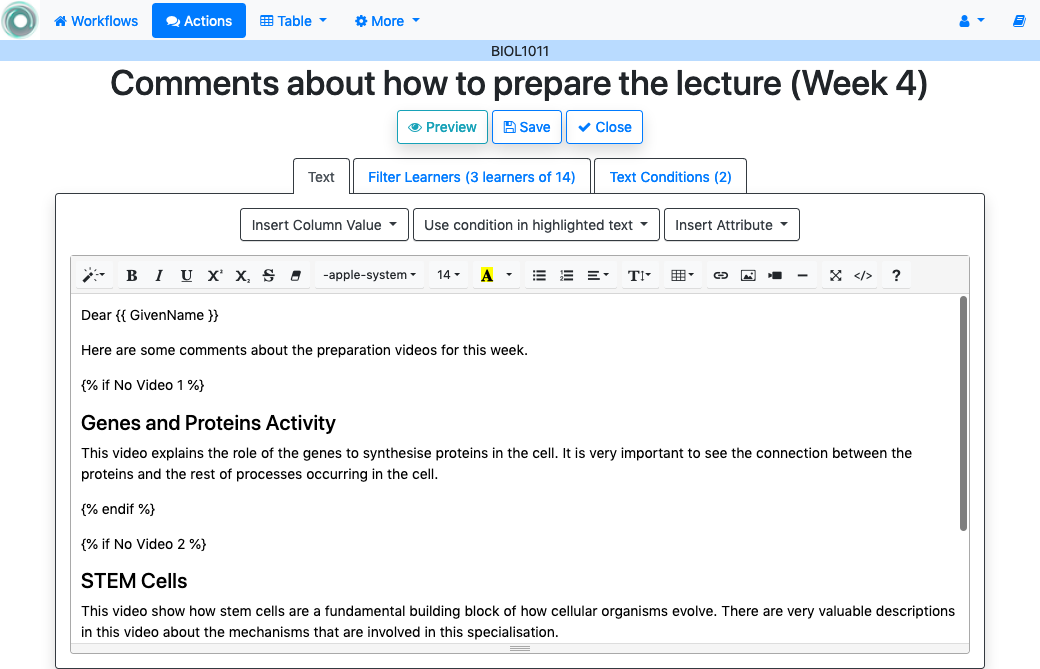 Workflows Actions Table More
BIOL1011
Comments about how to prepare the lecture (Week 4)
Preview Save Close
Text Filter Learners (3 learners of 14) Text Conditions (2)
Insert Column Value Use condition in highlighted text Insert Attribute
B I U X² X₂ S -apple-system 14 A T </> ?
Dear {{ GivenName }}
Here are some comments about the preparation videos for this week.
{% if No Video 1 %}
Genes and Proteins Activity
This video explains the role of the genes to synthesise proteins in the cell. It is very important to see the connection between the
proteins and the rest of processes occurring in the cell.
{% endif %}
{% if No Video 2 %}
STEM Cells
This video show how stem cells are a fundamental building block of how cellular organisms evolve. There are very valuable descriptions
in this video about the mechanisms that are involved in this specialisation.